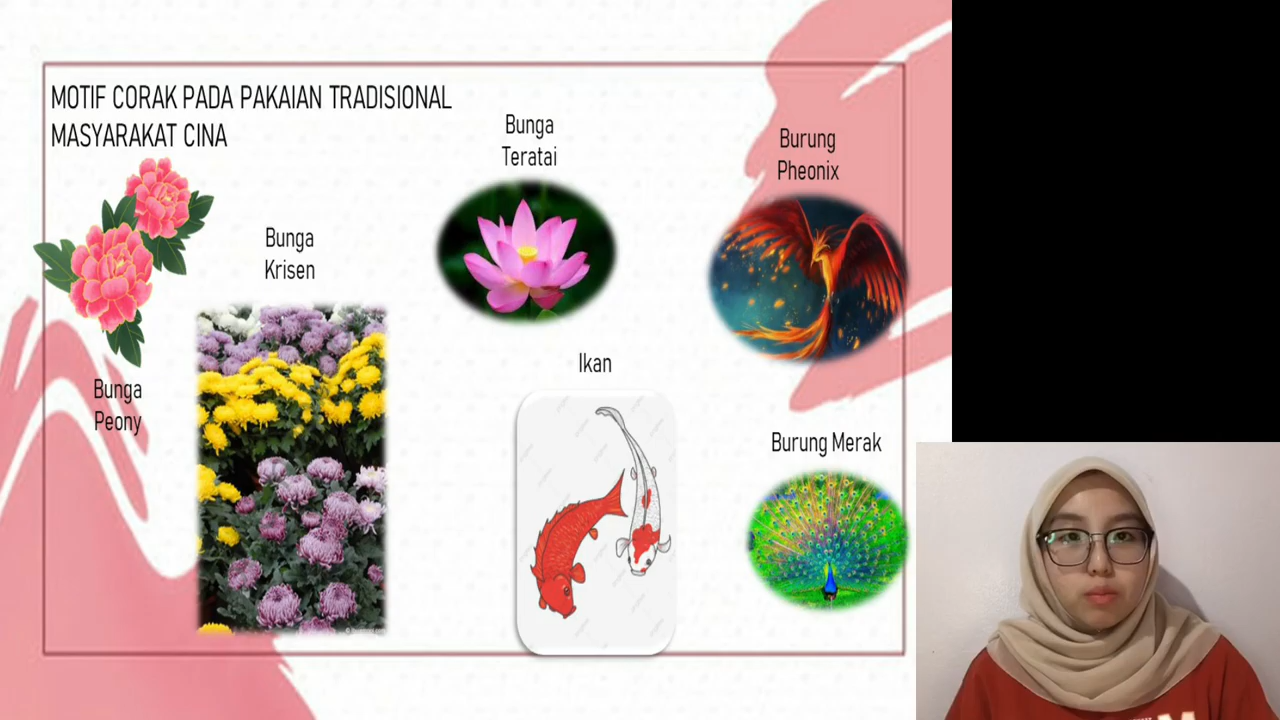 MOTIF CORAK PADA PAKAIAN TRADISIONAL
MASYARAKAT CINA
Bunga
Peony
Bunga
Krisen
Bunga
Teratai
Ikan
Burung
Pheonix
Burung Merak